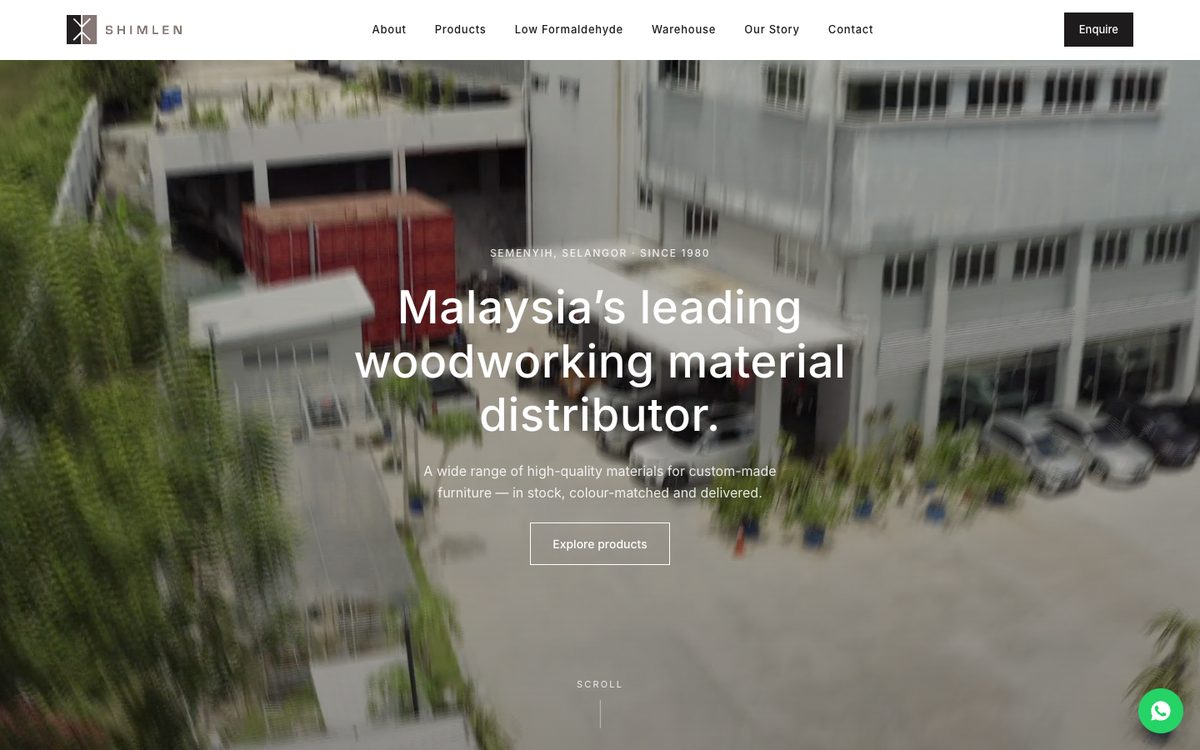 SHIMLEN
About
Products
Low Formaldehyde
Warehouse
Our Story
Contact
Enquire
SEMENYIH, SELANGOR · SINCE 1980
Malaysia’s leading
woodworking material
distributor.
A wide range of high-quality materials for custom-made
furniture — in stock, colour-matched and delivered.
Explore products
SCROLL